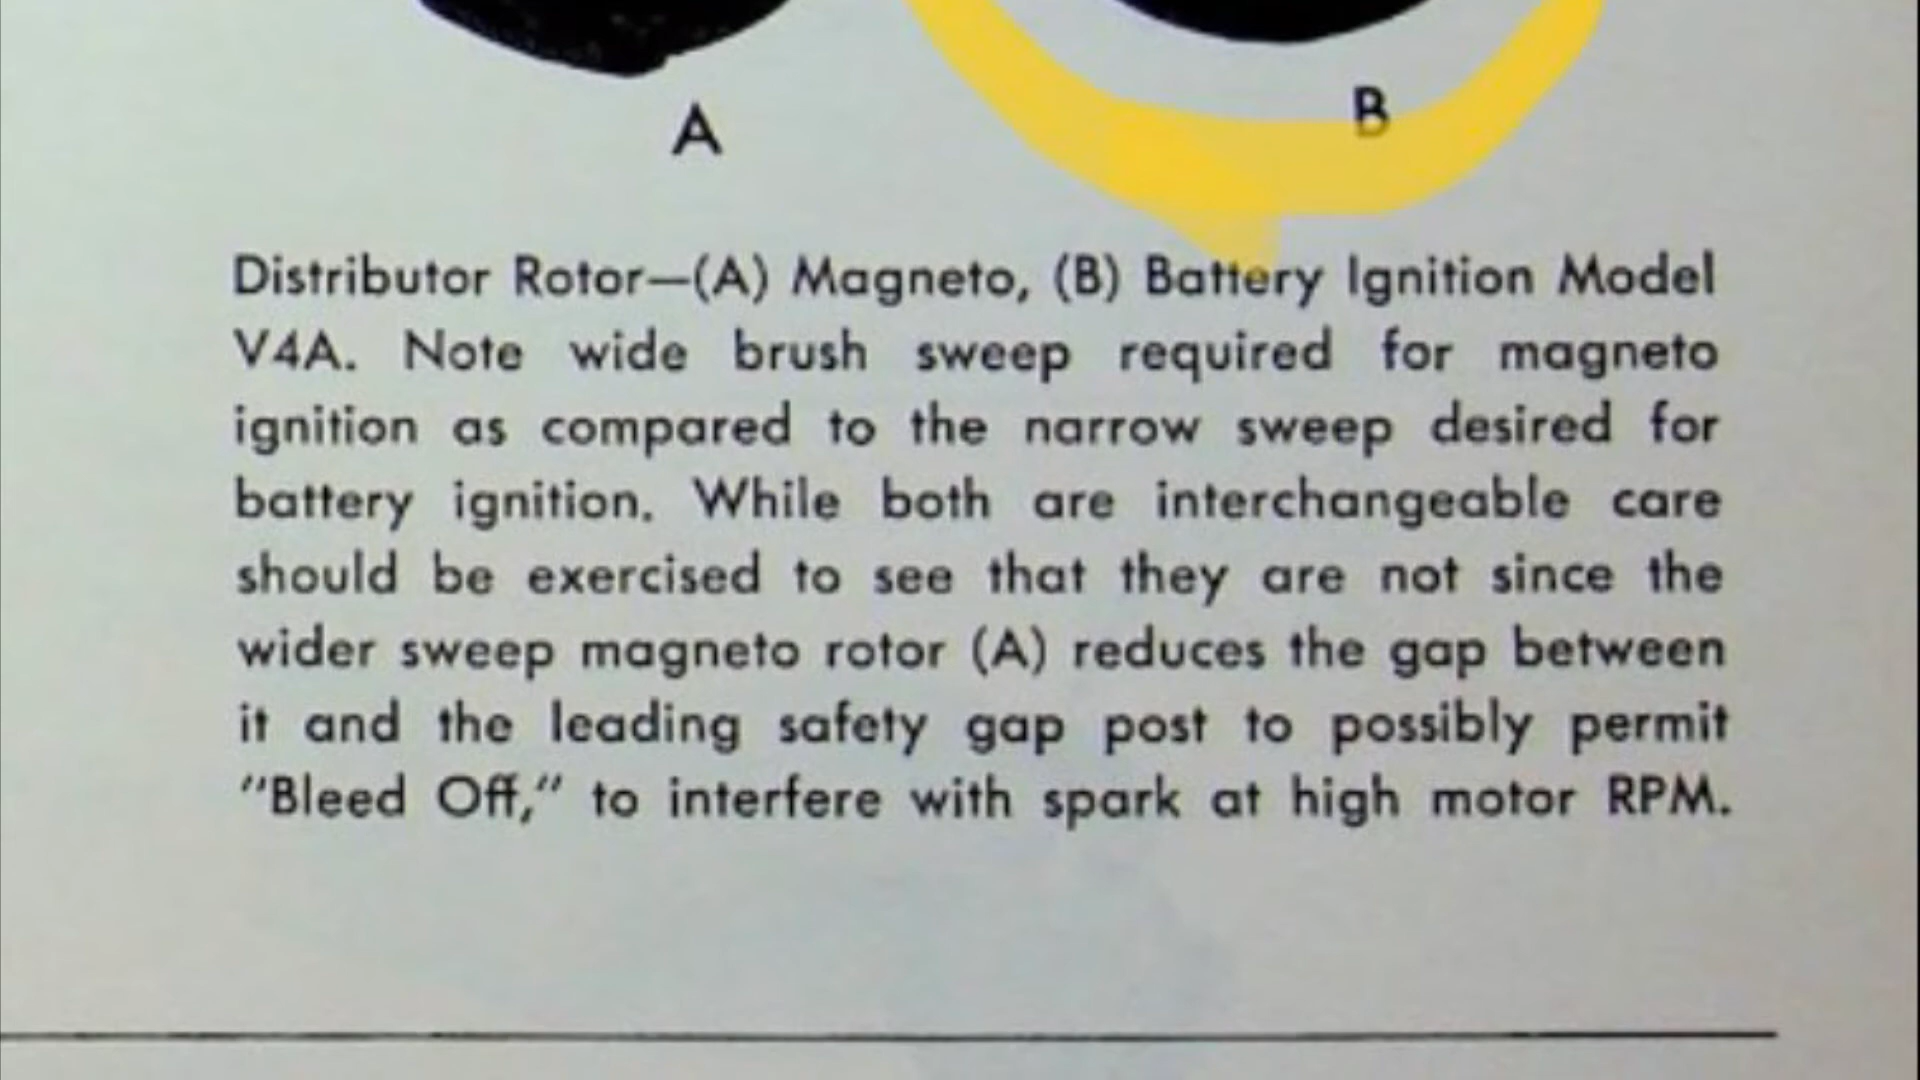 A
B
Distributor Rotor—(A) Magneto, (B) Battery Ignition Model
V4A. Note wide brush sweep required for magneto
ignition as compared to the narrow sweep desired for
battery ignition. While both are interchangeable care
should be exercised to see that they are not since the
wider sweep magneto rotor (A) reduces the gap between
it and the leading safety gap post to possibly permit
"Bleed Off," to interfere with spark at high motor RPM.